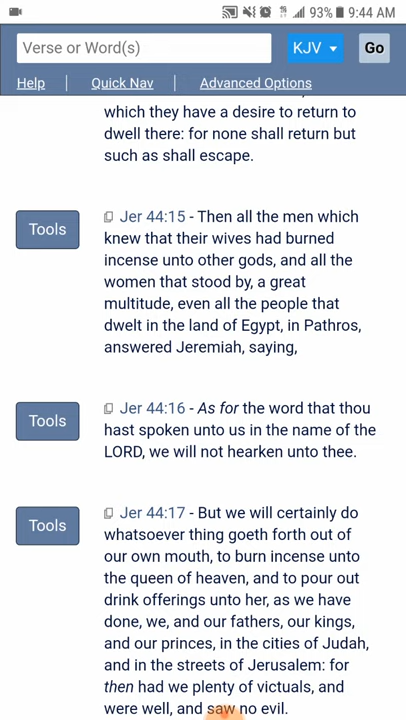 93% 9:44 AM
Verse or Word(s) KJV Go
Help | Quick Nav | Advanced Options
which they have a desire to return to
dwell there: for none shall return but
such as shall escape.
Tools
Jer 44:15 - Then all the men which
knew that their wives had burned
incense unto other gods, and all the
women that stood by, a great
multitude, even all the people that
dwelt in the land of Egypt, in Pathros,
answered Jeremiah, saying,
Tools
Jer 44:16 - As for the word that thou
hast spoken unto us in the name of the
LORD, we will not hearken unto thee.
Tools
Jer 44:17 - But we will certainly do
whatsoever thing goeth forth out of
our own mouth, to burn incense unto
the queen of heaven, and to pour out
drink offerings unto her, as we have
done, we, and our fathers, our kings,
and our princes, in the cities of Judah,
and in the streets of Jerusalem: for
then had we plenty of victuals, and
were well, and saw no evil.